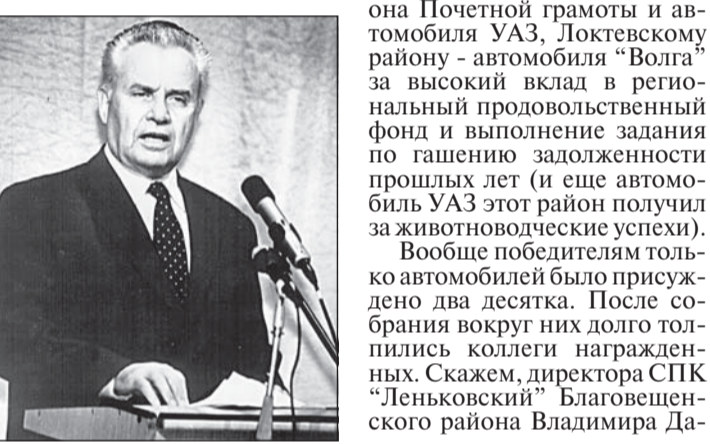 она Почетной грамоты и ав-
томобиля УАЗ, Локтевскому
району - автомобиля “Волга”
за высокий вклад в регио-
нальный продовольственный
фонд и выполнение задания
по гашению задолженности
прошлых лет (и еще автомо-
биль УАЗ этот район получил
за животноводческие успехи).
Вообще победителям толь-
ко автомобилей было присуж-
дено два десятка. После со-
брания вокруг них долго тол-
пились коллеги награжден-
ных. Скажем, директора СПК
“Леньковский” Благовещен-
ского района Владимира Да-